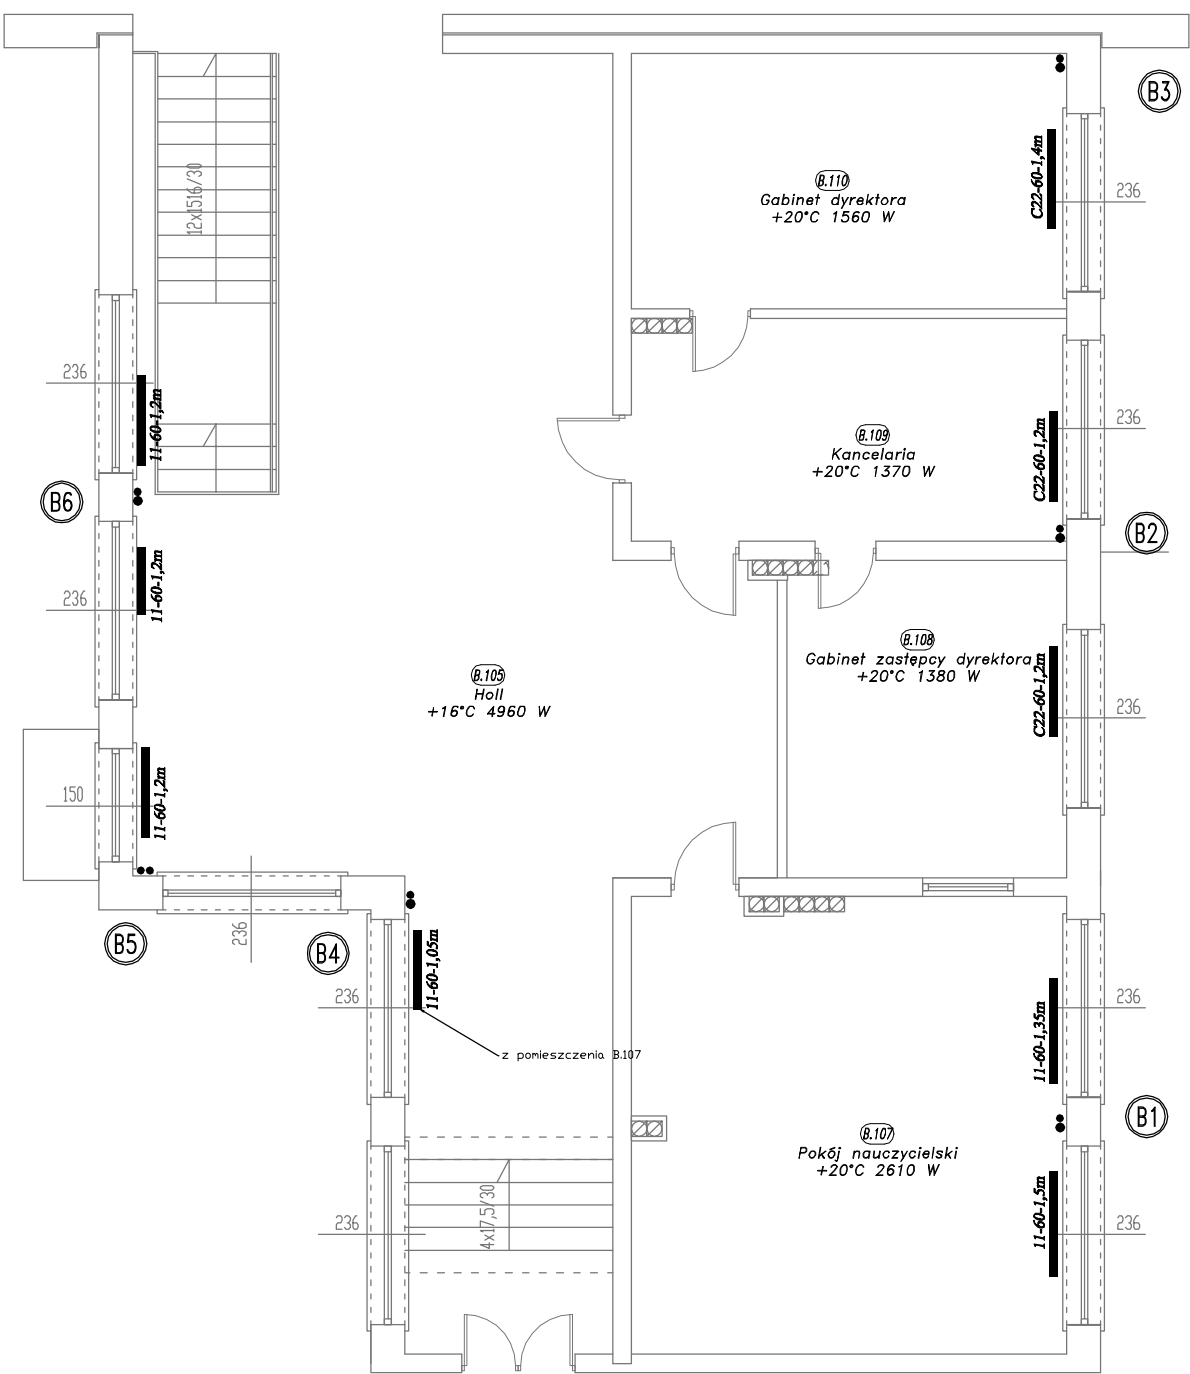 B3
12x1516/30
C22-60-1,4m
236
B.110
Gabinet dyrektora
+20°C 1560 W
236
11-60-1,2m
B.109
Kancelaria
+20°C 1370 W
C22-60-1,2m
236
B6
B2
11-60-1,2m
236
B.108
Gabinet zastępcy dyrektora
+20°C 1380 W
C22-60-1,2m
236
B.105
Holl
+16°C 4960 W
150
11-60-1,2m
B5
236
B4
236
11-60-1,05m
z pomieszczenia B.107
11-60-1,35m
236
B1
B.107
Pokój nauczycielski
+20°C 2610 W
4x17,5/30
236
11-60-1,5m
236